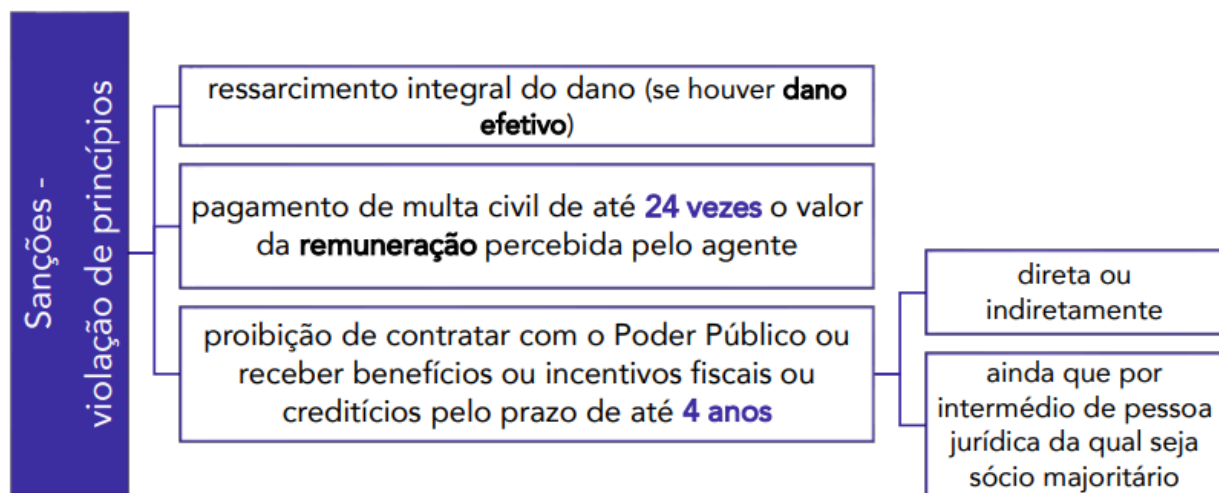 Sanções -
violação de princípios
ressarcimento integral do dano (se houver dano
efetivo)
pagamento de multa civil de até 24 vezes o valor
da remuneração percebida pelo agente
proibição de contratar com o Poder Público ou
receber benefícios ou incentivos fiscais ou
creditícios pelo prazo de até 4 anos
direta ou
indiretamente
ainda que por
intermédio de pessoa
jurídica da qual seja
sócio majoritário